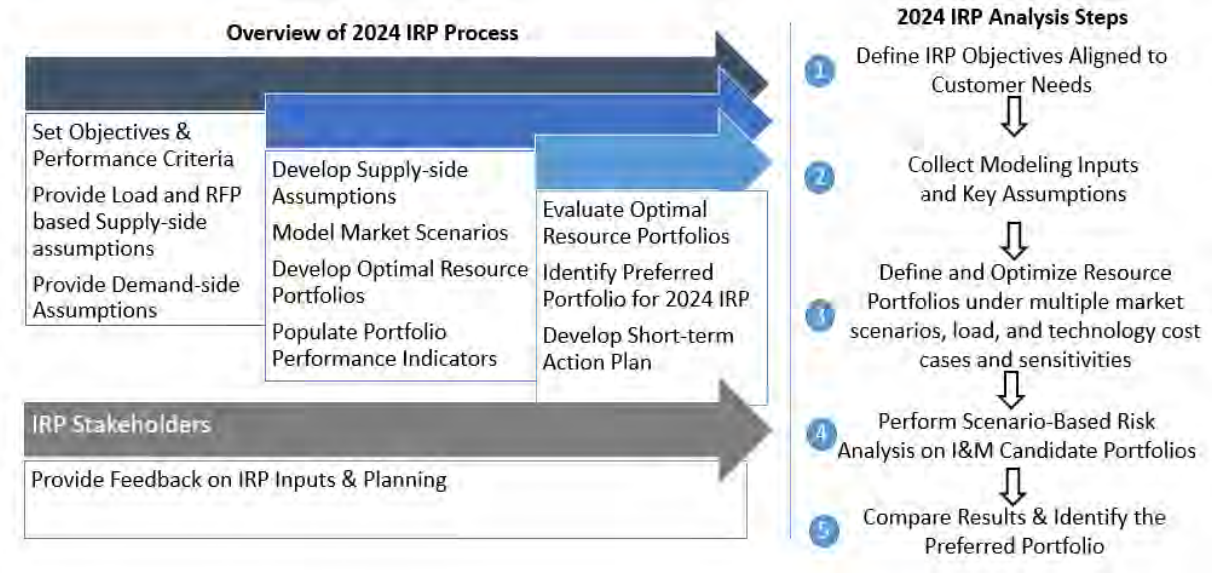 Overview of 2024 IRP Process
Set Objectives &
Performance Criteria
Provide Load and RFP
based Supply-side
assumptions
Provide Demand-side
Assumptions
Develop Supply-side
Assumptions
Model Market Scenarios
Develop Optimal Resource
Portfolios
Populate Portfolio
Performance Indicators
Evaluate Optimal
Resource Portfolios
Identify Preferred
Portfolio for 2024 IRP
Develop Short-term
Action Plan
IRP Stakeholders
Provide Feedback on IRP Inputs & Planning
2024 IRP Analysis Steps
1
Define IRP Objectives Aligned to
Customer Needs
2
Collect Modeling Inputs
and Key Assumptions
3
Define and Optimize Resource
Portfolios under multiple market
scenarios, load, and technology cost
cases and sensitivities
4
Perform Scenario-Based Risk
Analysis on I&M Candidate Portfolios
5
Compare Results & Identify the
Preferred Portfolio